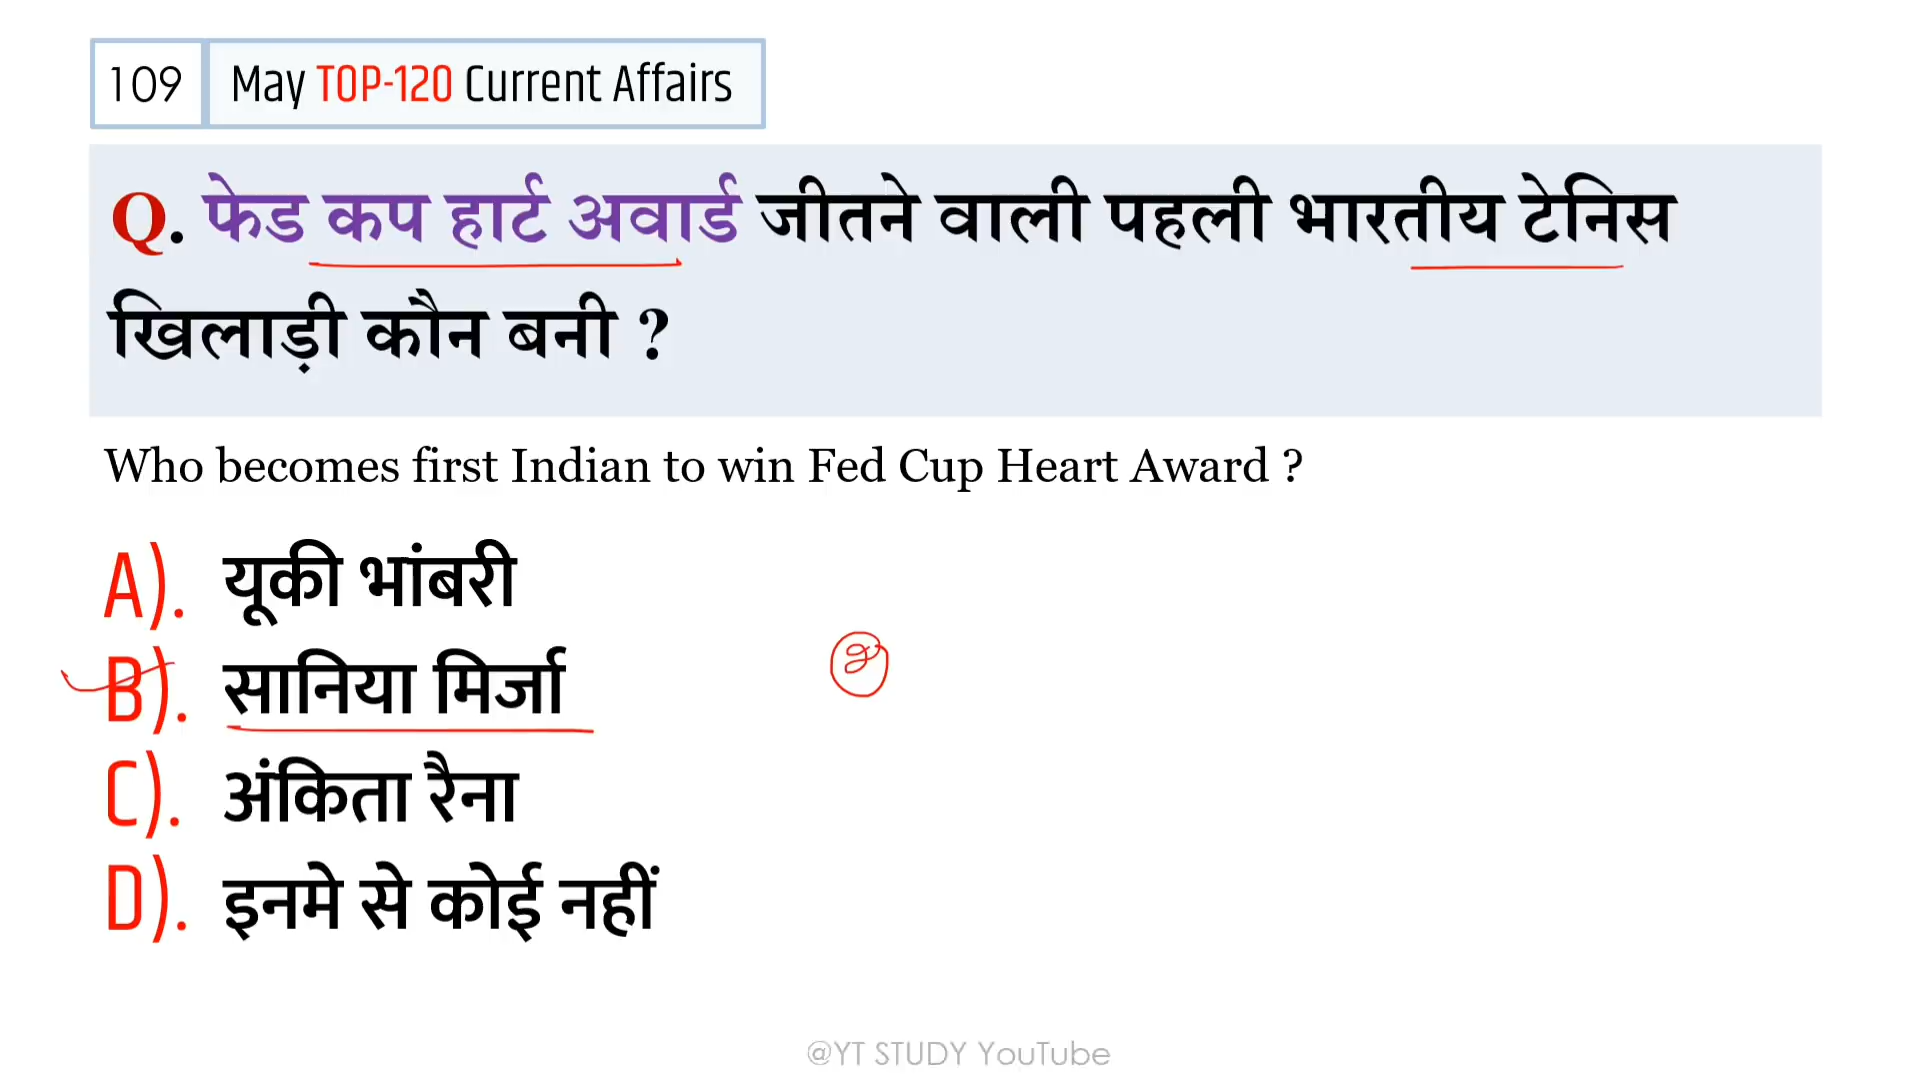 109 May TOP-120 Current Affairs
Q. फेड कप हार्ट अवार्ड जीतने वाली पहली भारतीय टेनिस
खिलाड़ी कौन बनी ?
Who becomes first Indian to win Fed Cup Heart Award ?
A). यूकी भांबरी
B). सानिया मिर्जा
C). अंकिता रैना
D). इनमे से कोई नहीं
@YT STUDY YouTube